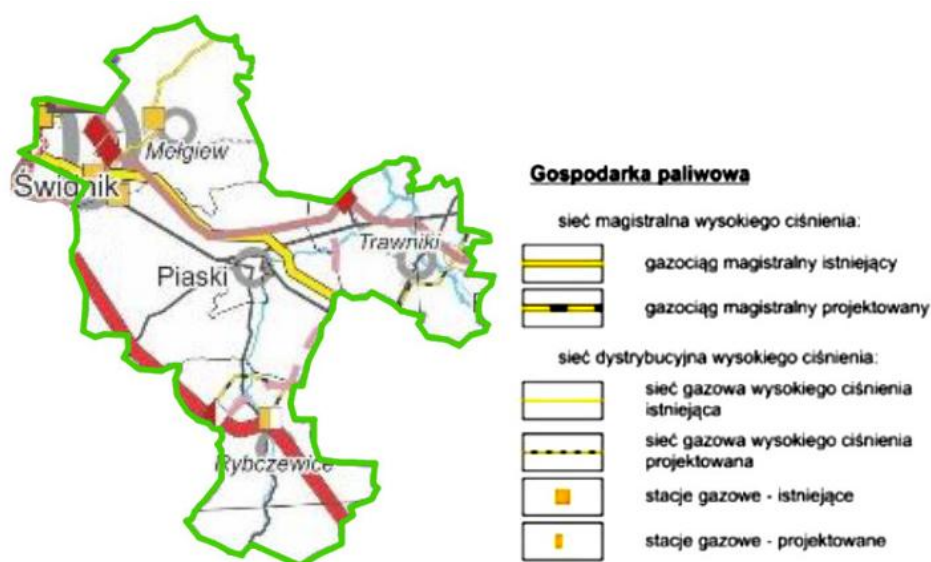 Mełgiew
Świdnik
Trawniki
Piaski
Rybczewice
Gospodarka paliwowa
sieć magistralna wysokiego ciśnienia:
gazociąg magistralny istniejący
gazociąg magistralny projektowany
sieć dystrybucyjna wysokiego ciśnienia:
sieć gazowa wysokiego ciśnienia
istniejąca
sieć gazowa wysokiego ciśnienia
projektowana
stacje gazowe - istniejące
stacje gazowe - projektowane